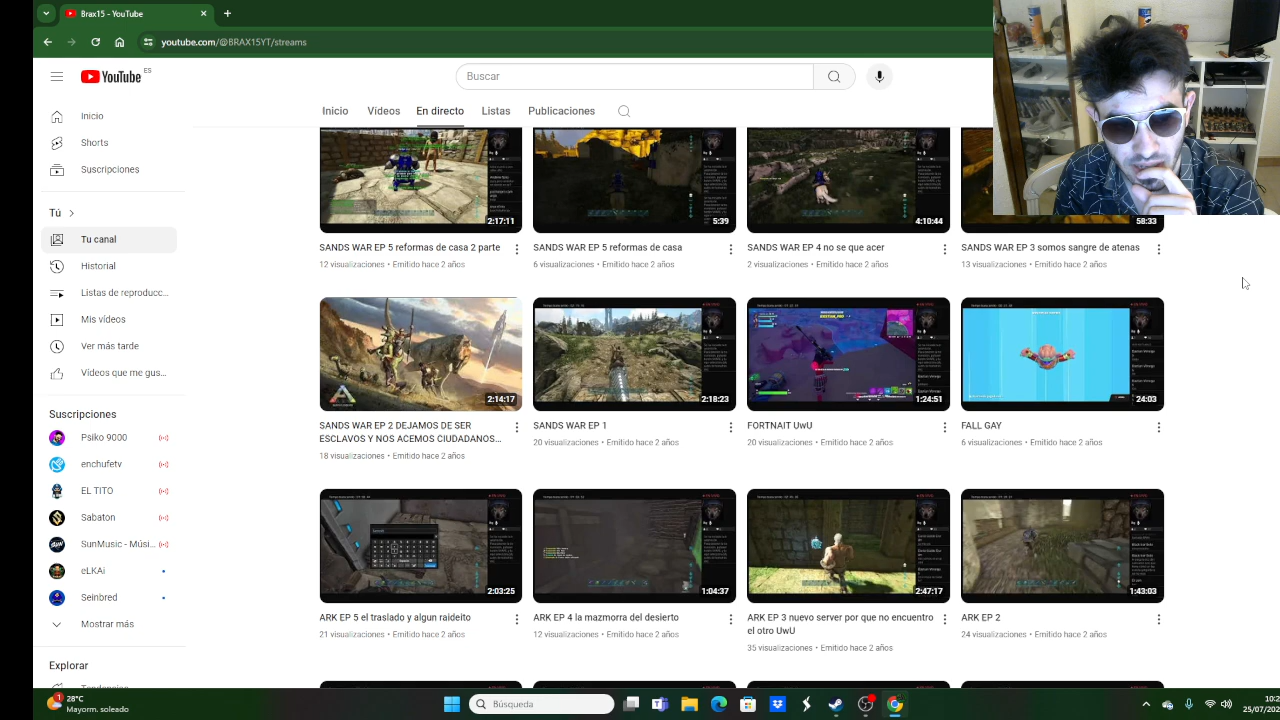 Brax15 - YouTube
youtube.com/@BRAX15YT/streams
YouTube ES
Buscar
Inicio
Shorts
Suscripciones
Tú
Tu canal
Historial
Listas de reproducc...
Mis vídeos
Ver más tarde
Vídeos que me gus...
Suscripciones
Psiko 9000
enchufetv
EL TITO
Sabaton
SunMusic - Músi...
eLKAi
Seinbred
Mostrar más
Explorar
Inicio Vídeos En directo Listas Publicaciones
2:17:11 5:39 4:10:44 58:33
SANDS WAR EP 5 reformas de casa 2 parte
12 visualizaciones • Emitido hace 2 años
SANDS WAR EP 5 reformas de casa
6 visualizaciones • Emitido hace 2 años
SANDS WAR EP 4 no se que acer
2 visualizaciones • Emitido hace 2 años
SANDS WAR EP 3 somos sangre de atenas
13 visualizaciones • Emitido hace 2 años
2:14:17 2:18:23 1:24:51 24:03
SANDS WAR EP 2 DEJAMOS DE SER
ESCLAVOS Y NOS ACEMOS CIUDADANOS...
18 visualizaciones • Emitido hace 2 años
SANDS WAR EP 1
20 visualizaciones • Emitido hace 2 años
FORTNAIT UwU
20 visualizaciones • Emitido hace 2 años
FALL GAY
6 visualizaciones • Emitido hace 2 años
2:03:25 1:04:37 2:47:17 1:43:03
ARK EP 5 el traslado y algun raideito
21 visualizaciones • Emitido hace 2 años
ARK EP 4 la mazmorra del desierto
12 visualizaciones • Emitido hace 2 años
ARK EP 3 nuevo server por que no encuentro
el otro UwU
35 visualizaciones • Emitido hace 2 años
ARK EP 2
24 visualizaciones • Emitido hace 2 años
1
28°C
Mayorm. soleado
Búsqueda
10:2
25/07/202